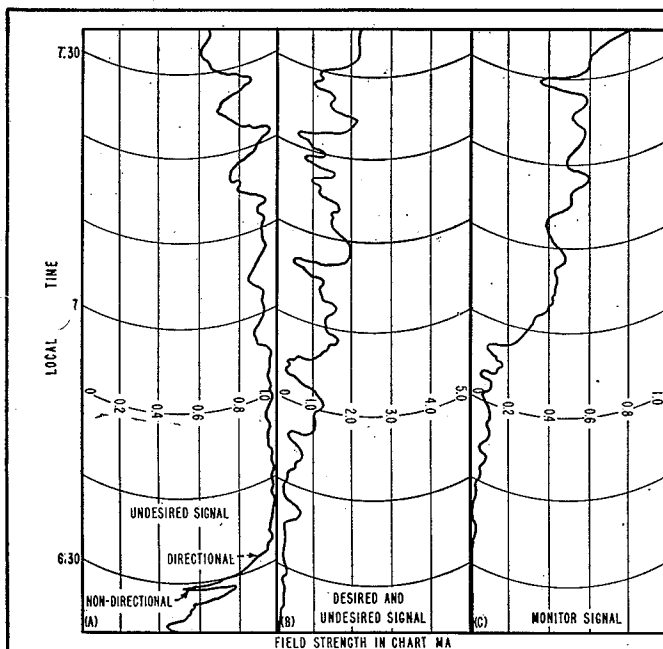 7:30
LOCAL TIME
7
0 0.2 0.4 0.6 0.8 1.0
0 1.0 2.0 3.0 4.0 5.0
0 0.2 0.4 0.6 0.8 1.0
UNDESIRED SIGNAL
6:30
DIRECTIONAL
NON-DIRECTIONAL
(A)
(B)
DESIRED AND
UNDESIRED SIGNAL
(C)
MONITOR SIGNAL
FIELD STRENGTH IN CHART MA